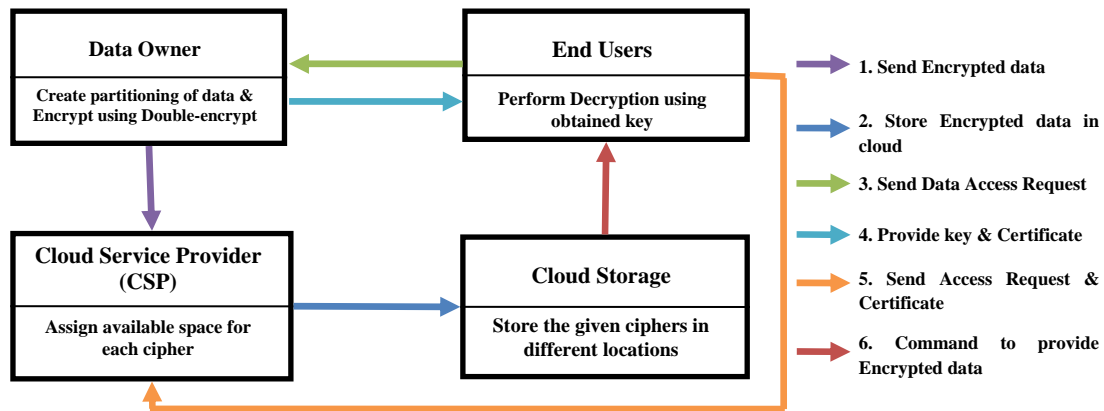 Data Owner
Create partitioning of data &
Encrypt using Double-encrypt
End Users
Perform Decryption using
obtained key
Cloud Service Provider
(CSP)
Assign available space for
each cipher
Cloud Storage
Store the given ciphers in
different locations
1. Send Encrypted data
2. Store Encrypted data in
cloud
3. Send Data Access Request
4. Provide key & Certificate
5. Send Access Request &
Certificate
6. Command to provide
Encrypted data